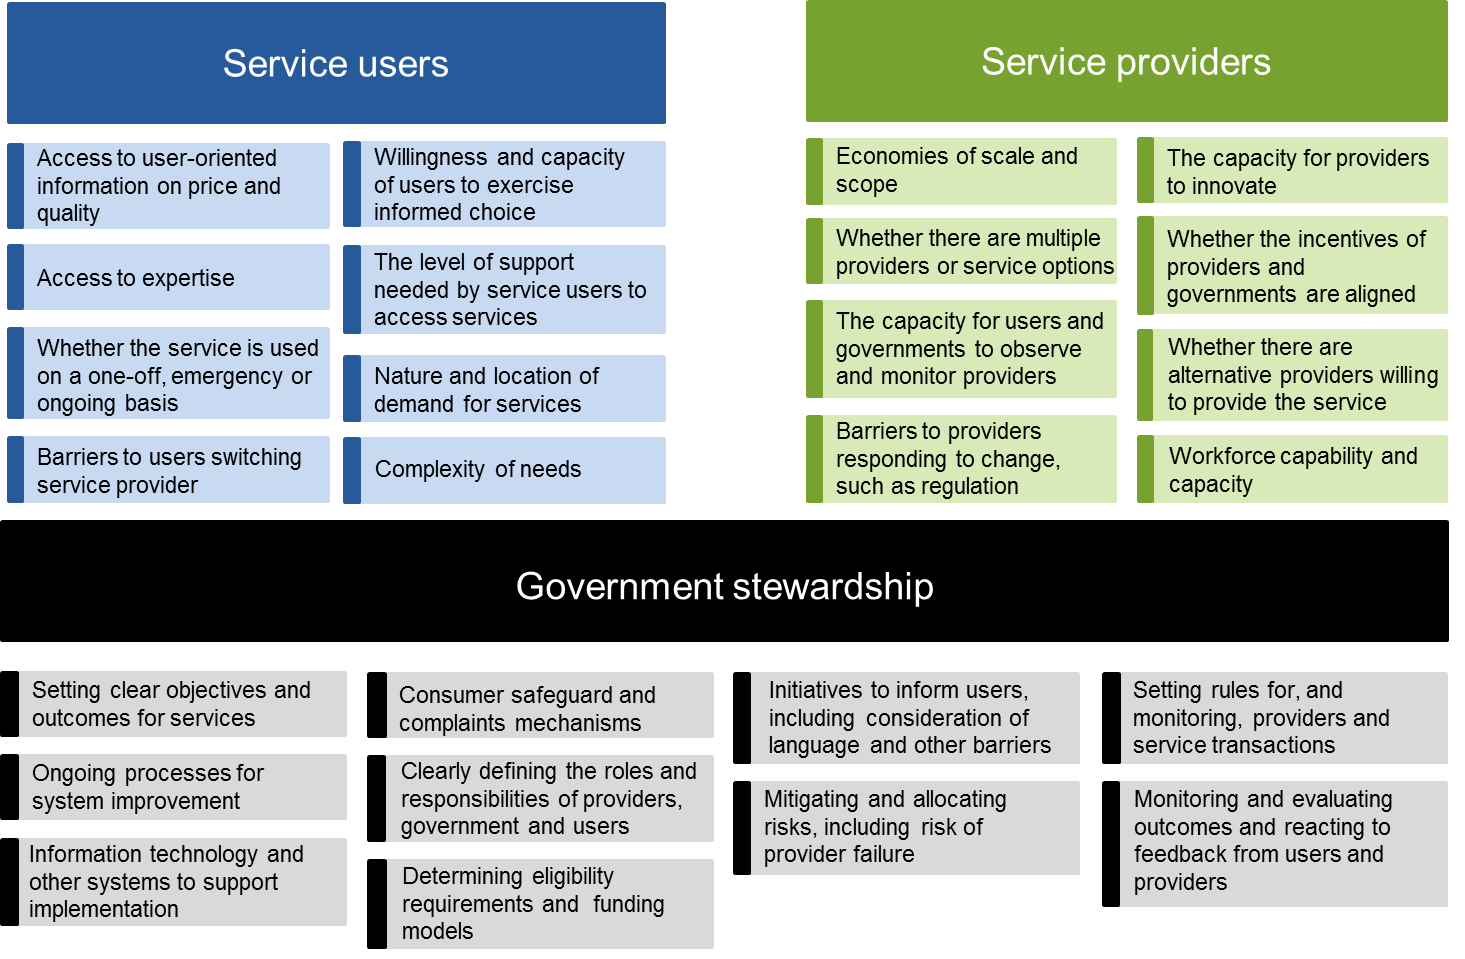 Service users
Access to user-oriented
information on price and
quality
Access to expertise
Whether the service is used
on a one-off, emergency or
ongoing basis
Barriers to users switching
service provider
Willingness and capacity
of users to exercise
informed choice
The level of support
needed by service users to
access services
Nature and location of
demand for services
Complexity of needs
Service providers
Economies of scale and
scope
Whether there are multiple
providers or service options
The capacity for users and
governments to observe
and monitor providers
Barriers to providers
responding to change,
such as regulation
The capacity for providers
to innovate
Whether the incentives of
providers and
governments are aligned
Whether there are
alternative providers willing
to provide the service
Workforce capability and
capacity
Government stewardship
Setting clear objectives and
outcomes for services
Ongoing processes for
system improvement
Information technology and
other systems to support
implementation
Consumer safeguard and
complaints mechanisms
Clearly defining the roles and
responsibilities of providers,
government and users
Determining eligibility
requirements and funding
models
Initiatives to inform users,
including consideration of
language and other barriers
Mitigating and allocating
risks, including risk of
provider failure
Setting rules for, and
monitoring, providers and
service transactions
Monitoring and evaluating
outcomes and reacting to
feedback from users and
providers